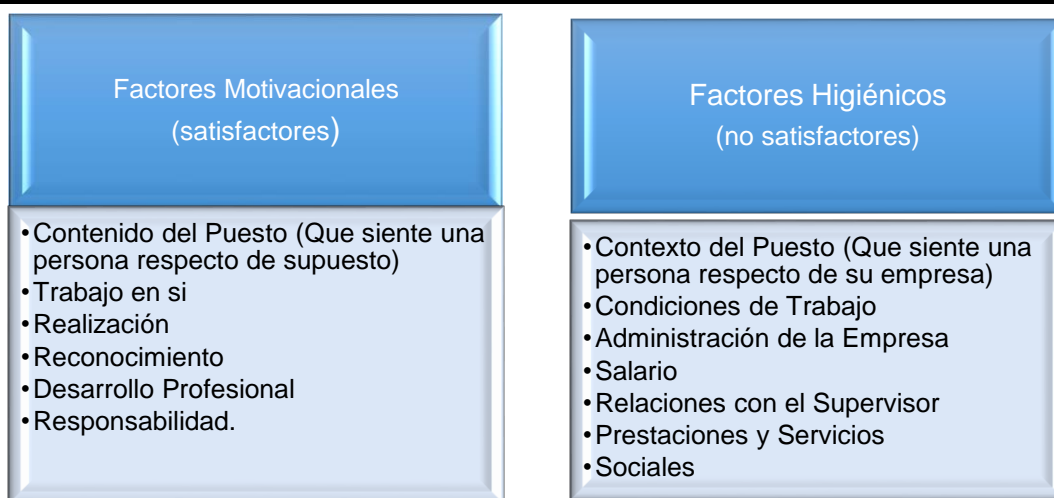 Factores Motivacionales
(satisfactores)
•Contenido del Puesto (Que siente una
persona respecto de supuesto)
•Trabajo en si
•Realización
•Reconocimiento
•Desarrollo Profesional
•Responsabilidad.
Factores Higiénicos
(no satisfactores)
•Contexto del Puesto (Que siente una
persona respecto de su empresa)
•Condiciones de Trabajo
•Administración de la Empresa
•Salario
•Relaciones con el Supervisor
•Prestaciones y Servicios
•Sociales